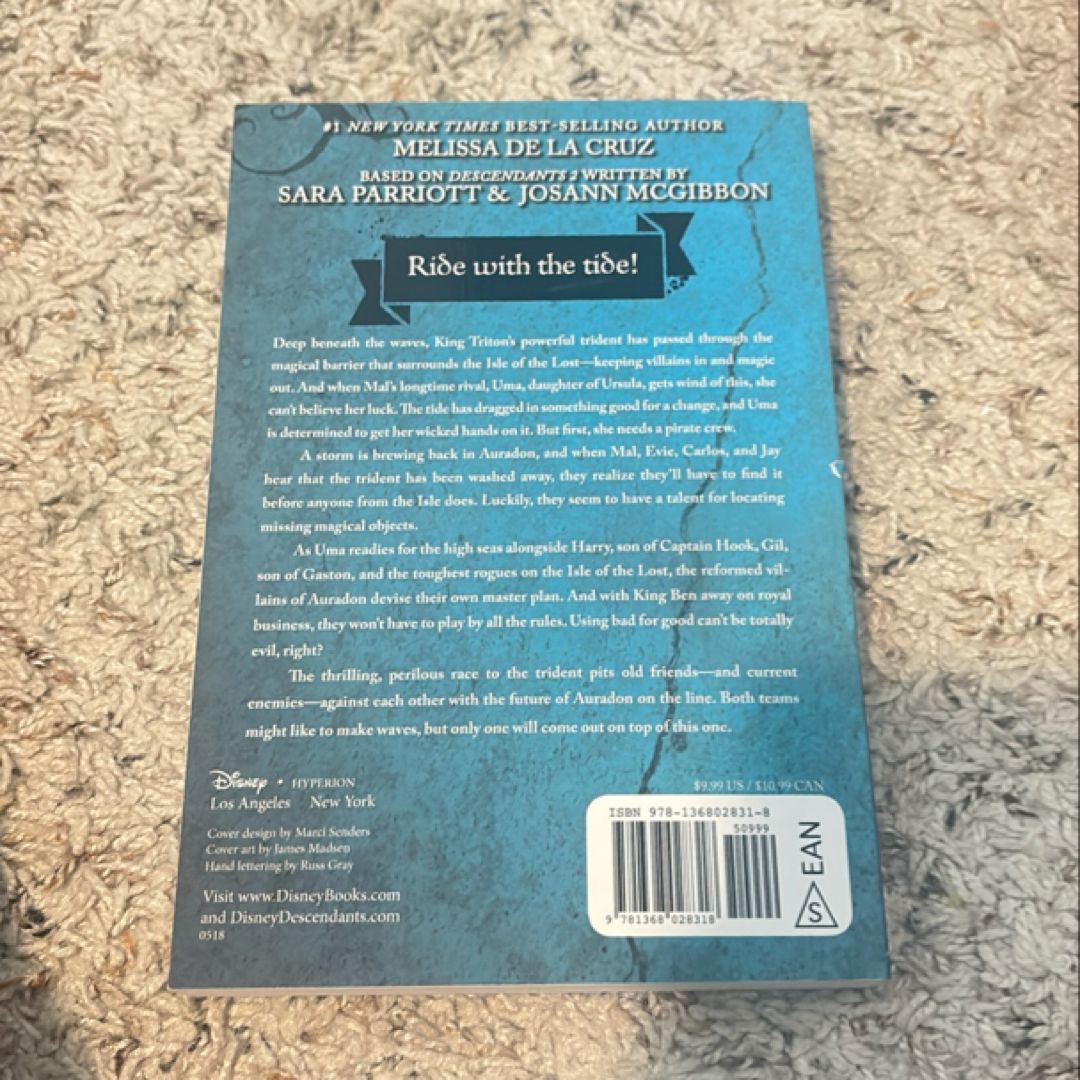 #1 NEW YORK TIMES BEST-SELLING AUTHOR
MELISSA DE LA CRUZ
BASED ON DESCENDANTS 2 WRITTEN BY
SARA PARRIOTT & JOSANN MCGIBBON
Ride with the tide!
Deep beneath the waves, King Triton's powerful trident has passed through the
magical barrier that surrounds the Isle of the Lost—keeping villains in and magic
out. And when Mal's longtime rival, Uma, daughter of Ursula, gets wind of this, she
can't believe her luck. The tide has dragged in something good for a change, and Uma
is determined to get her wicked hands on it. But first, she needs a pirate crew.
A storm is brewing back in Auradon, and when Mal, Evie, Carlos, and Jay
hear that the trident has been washed away, they realize they'll have to find it
before anyone from the Isle does. Luckily, they seem to have a talent for locating
missing magical objects.
As Uma readies for the high seas alongside Harry, son of Captain Hook, Gil,
son of Gaston, and the toughest rogues on the Isle of the Lost, the reformed vil-
lains of Auradon devise their own master plan. And with King Ben away on royal
business, they won't have to play by all the rules. Using bad for good can't be totally
evil, right?
The thrilling, perilous race to the trident pits old friends—and current
enemies—against each other with the future of Auradon on the line. Both teams
might like to make waves, but only one will come out on top of this one.
Disney • HYPERION
Los Angeles New York
Cover design by Marci Senders
Cover art by James Madsen
Hand lettering by Russ Gray
Visit www.DisneyBooks.com
and DisneyDescendants.com
0518
$9.99 US / $10.99 CAN
ISBN 978-136802831-8
50999
9 781368 028318
S EAN